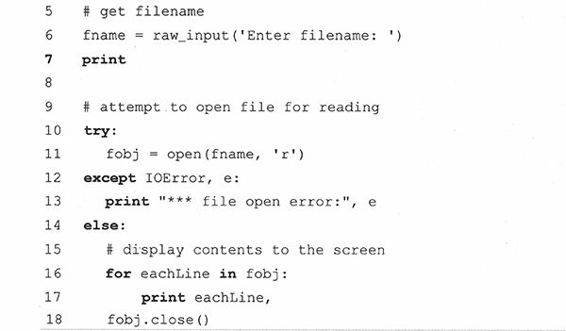 5 # get filename
6 fname = raw_input('Enter filename: ')
7 print
8
9 # attempt to open file for reading
10 try:
11     fobj = open(fname, 'r')
12 except IOError, e:
13     print "*** file open error:", e
14 else:
15     # display contents to the screen
16     for eachLine in fobj:
17         print eachLine,
18     fobj.close()